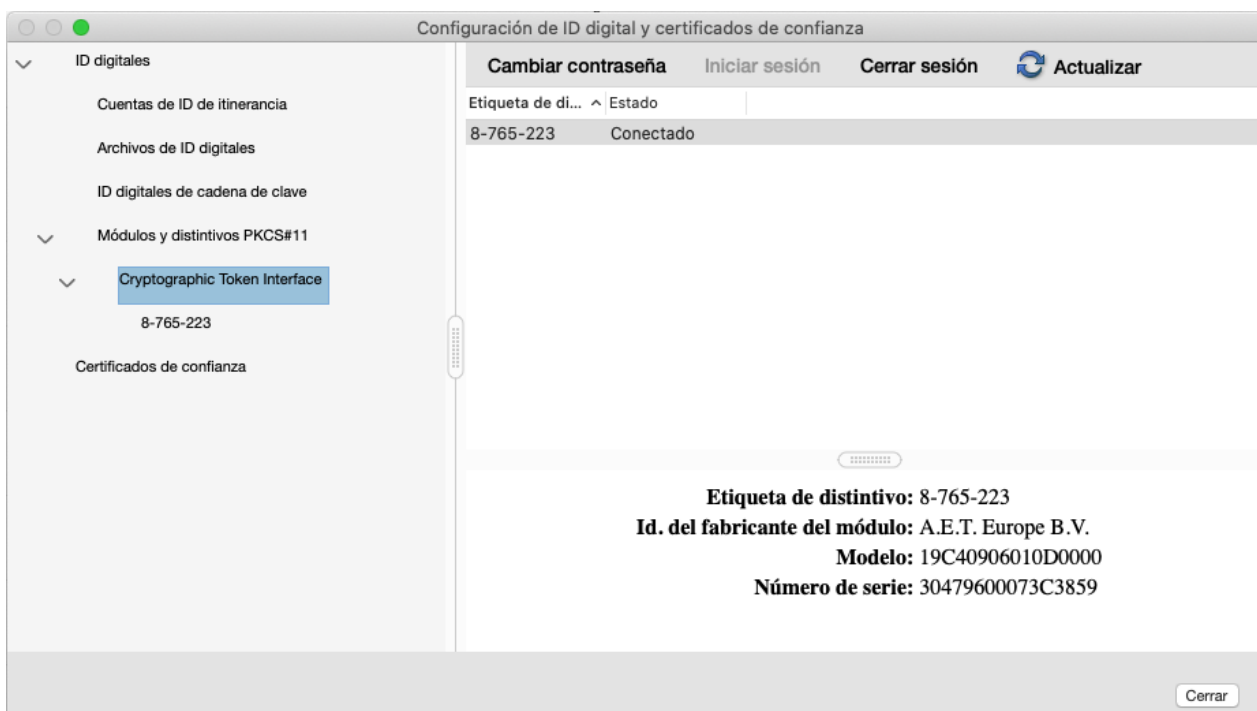 Configuración de ID digital y certificados de confianza
ID digitales
Cuentas de ID de itinerancia
Archivos de ID digitales
ID digitales de cadena de clave
Módulos y distintivos PKCS#11
Cryptographic Token Interface
8-765-223
Certificados de confianza
Cambiar contraseña Iniciar sesión Cerrar sesión Actualizar
Etiqueta de di... Estado
8-765-223 Conectado
Etiqueta de distintivo: 8-765-223
Id. del fabricante del módulo: A.E.T. Europe B.V.
Modelo: 19C40906010D0000
Número de serie: 30479600073C3859
Cerrar